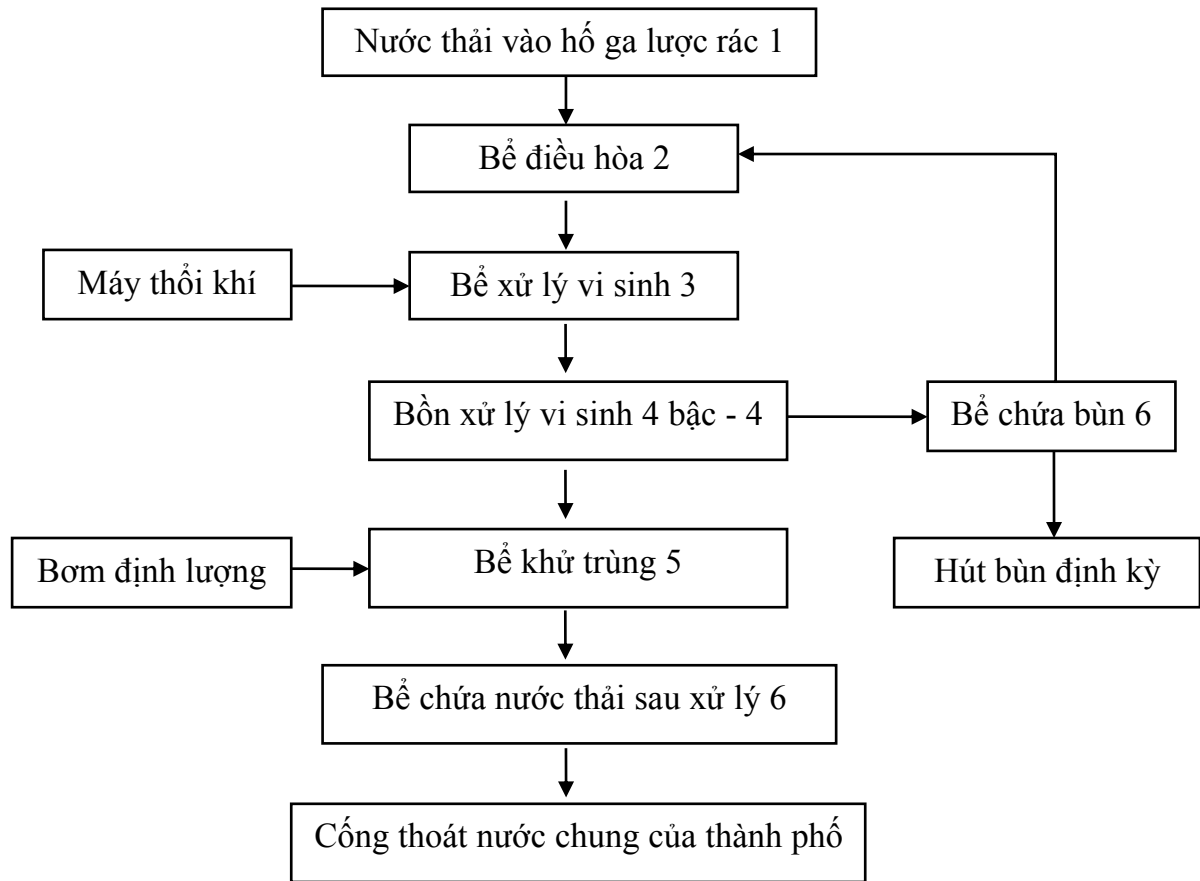 Nước thải vào hố ga lược rác 1
Bể điều hòa 2
Máy thổi khí
Bể xử lý vi sinh 3
Bồn xử lý vi sinh 4 bậc - 4
Bể chứa bùn 6
Bơm định lượng
Bể khử trùng 5
Hút bùn định kỳ
Bể chứa nước thải sau xử lý 6
Cống thoát nước chung của thành phố